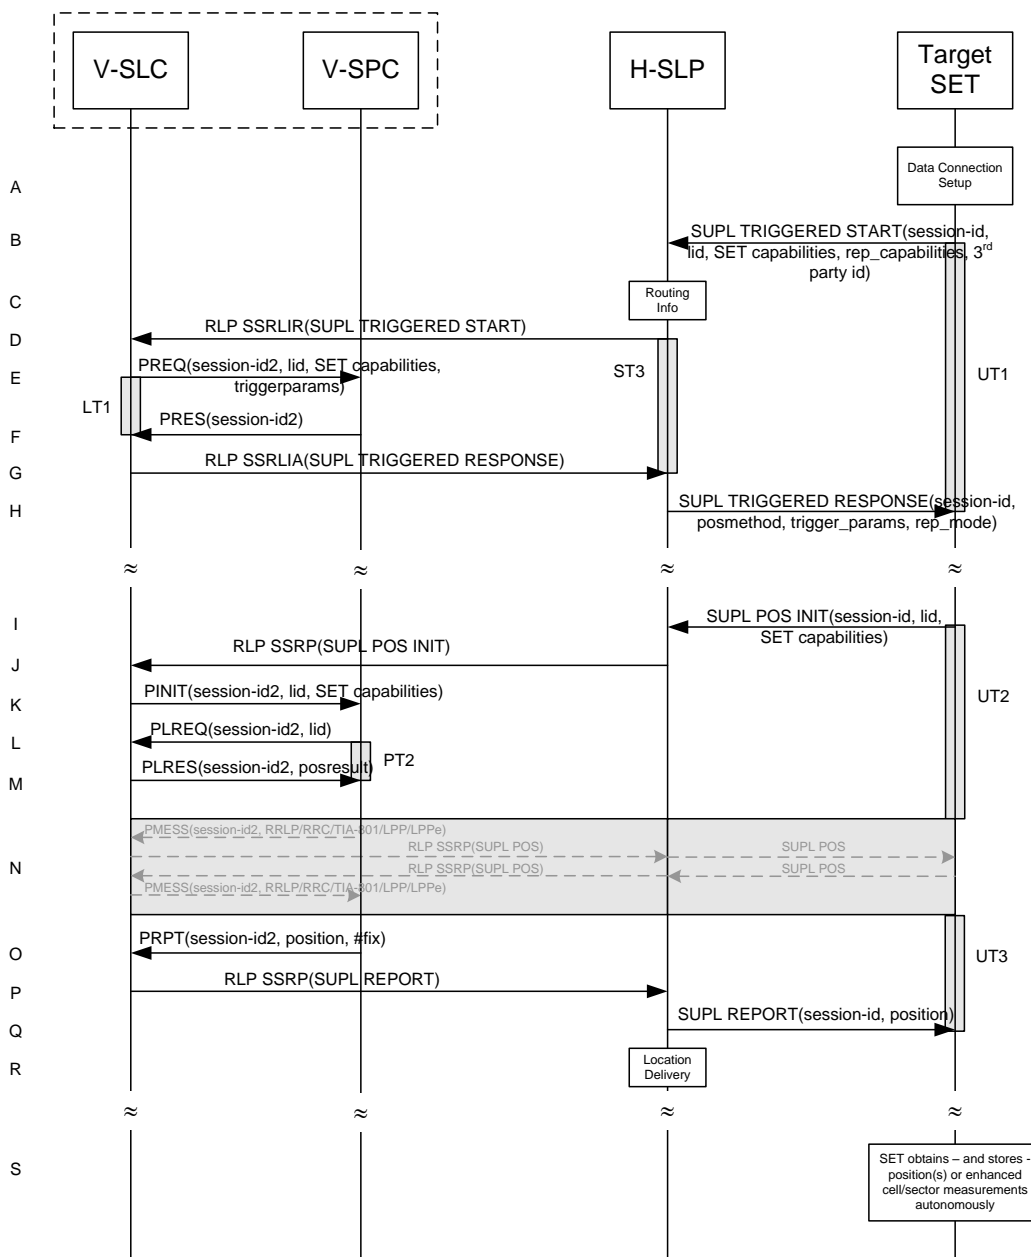 V-SLC
V-SPC
H-SLP
Target
SET
Data Connection
Setup
A
B
SUPL TRIGGERED START(session-id,
lid, SET capabilities, rep_capabilities, 3rd
party id)
C
Routing
Info
D
RLP SSRLIR(SUPL TRIGGERED START)
E
PREQ(session-id2, lid, SET capabilities,
triggerparams)
ST3
UT1
LT1
F
PRES(session-id2)
G
RLP SSRLIA(SUPL TRIGGERED RESPONSE)
H
SUPL TRIGGERED RESPONSE(session-id,
posmethod, trigger_params, rep_mode)
≈ ≈ ≈ ≈
I
SUPL POS INIT(session-id, lid,
SET capabilities)
J
RLP SSRP(SUPL POS INIT)
K
PINIT(session-id2, lid, SET capabilities)
UT2
L
PLREQ(session-id2, lid)
PT2
M
PLRES(session-id2, posresult)
PMESS(session-id2, RRLP/RRC/TIA-801/LPP/LPPe)
RLP SSRP(SUPL POS)
SUPL POS
N
RLP SSRP(SUPL POS)
SUPL POS
PMESS(session-id2, RRLP/RRC/TIA-801/LPP/LPPe)
O
PRPT(session-id2, position, #fix)
UT3
P
RLP SSRP(SUPL REPORT)
Q
SUPL REPORT(session-id, position)
R
Location
Delivery
≈ ≈ ≈ ≈
S
SET obtains – and stores -
position(s) or enhanced
cell/sector measurements
autonomously